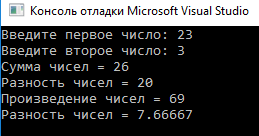 Консоль отладки Microsoft Visual Studio
Введите первое число: 23
Введите второе число: 3
Сумма чисел = 26
Разность чисел = 20
Произведение чисел = 69
Разность чисел = 7.66667